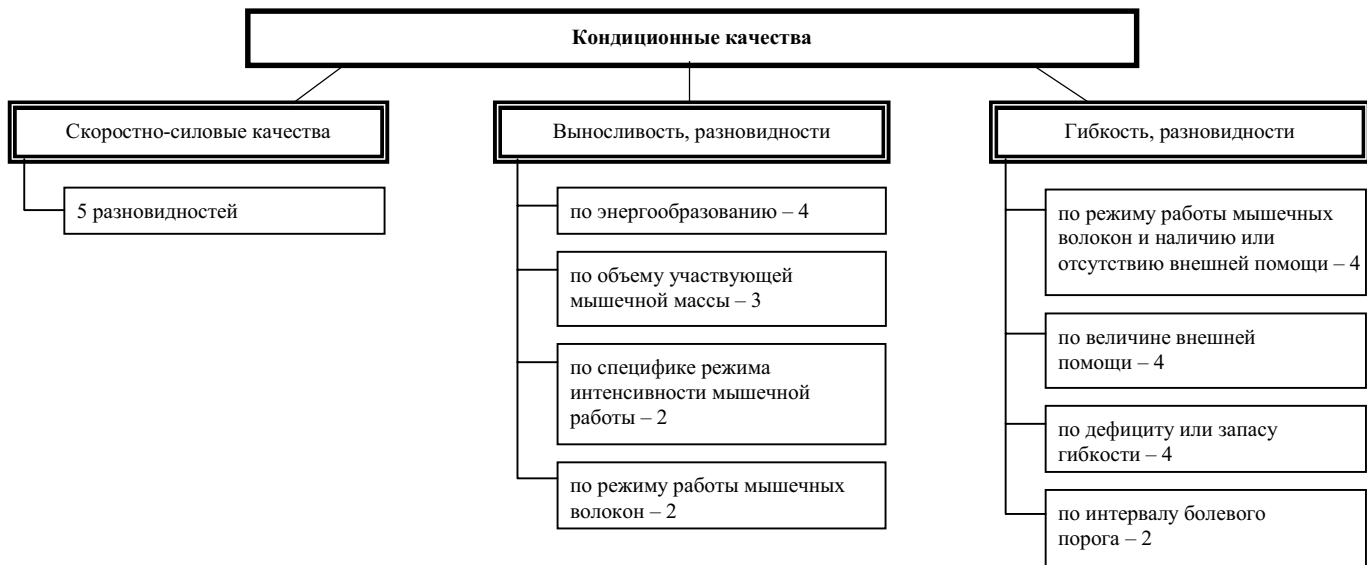 Кондиционные качества
Скоростно-силовые качества
5 разновидностей
Выносливость, разновидности
по энергообразованию – 4
по объему участвующей
мышечной массы – 3
по специфике режима
интенсивности мышечной
работы – 2
по режиму работы мышечных
волокон – 2
Гибкость, разновидности
по режиму работы мышечных
волокон и наличию или
отсутствию внешней помощи – 4
по величине внешней
помощи – 4
по дефициту или запасу
гибкости – 4
по интервалу болевого
порога – 2